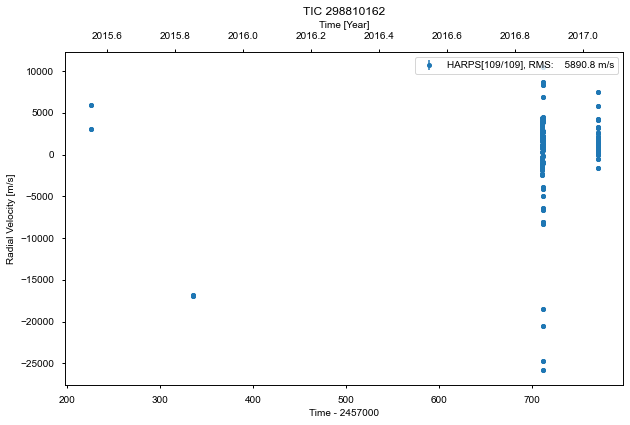 TIC 298810162
Time [Year]
2015.6 2015.8 2016.0 2016.2 2016.4 2016.6 2016.8 2017.0
HARPS[109/109], RMS: 5890.8 m/s
10000
5000
0
−5000
−10000
−15000
−20000
−25000
Radial Velocity [m/s]
200 300 400 500 600 700
Time - 2457000